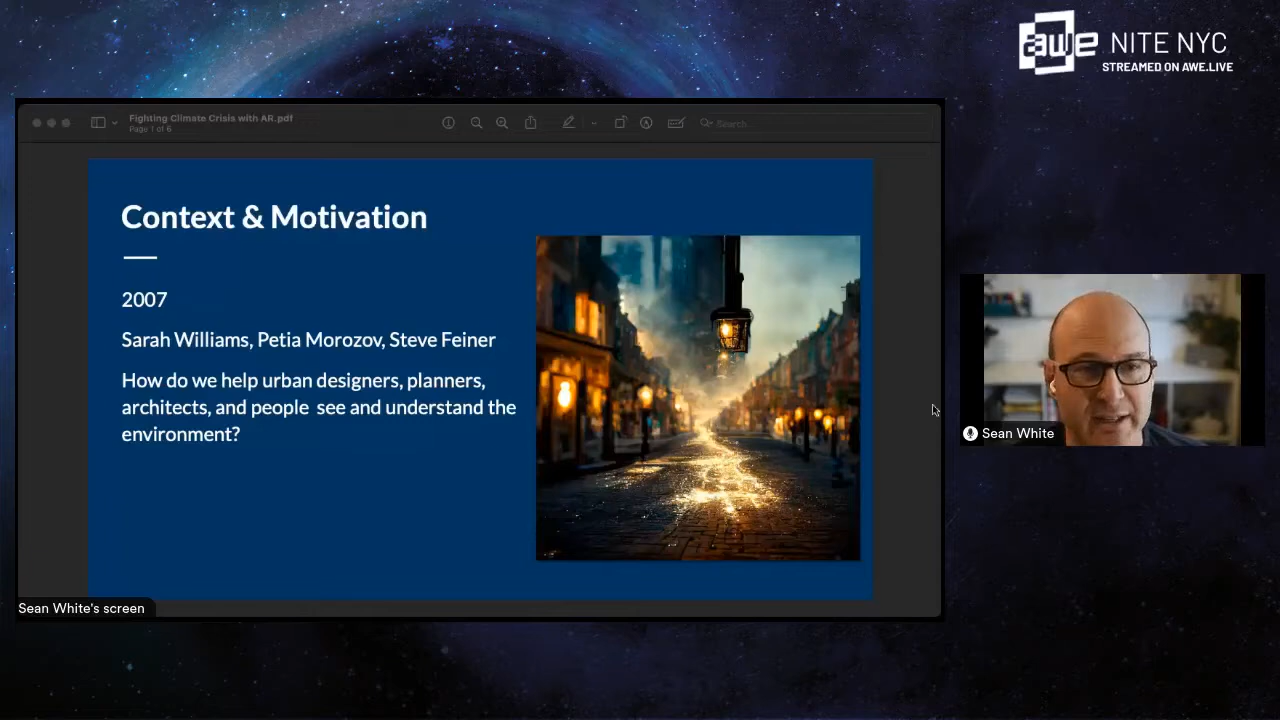 awe NITE NYC
STREAMED ON AWE.LIVE
Fighting Climate Crisis with AR.pdf
Page 1 of 6
Search
Context & Motivation
2007
Sarah Williams, Petia Morozov, Steve Feiner
How do we help urban designers, planners,
architects, and people see and understand the
environment?
Sean White
Sean White's screen